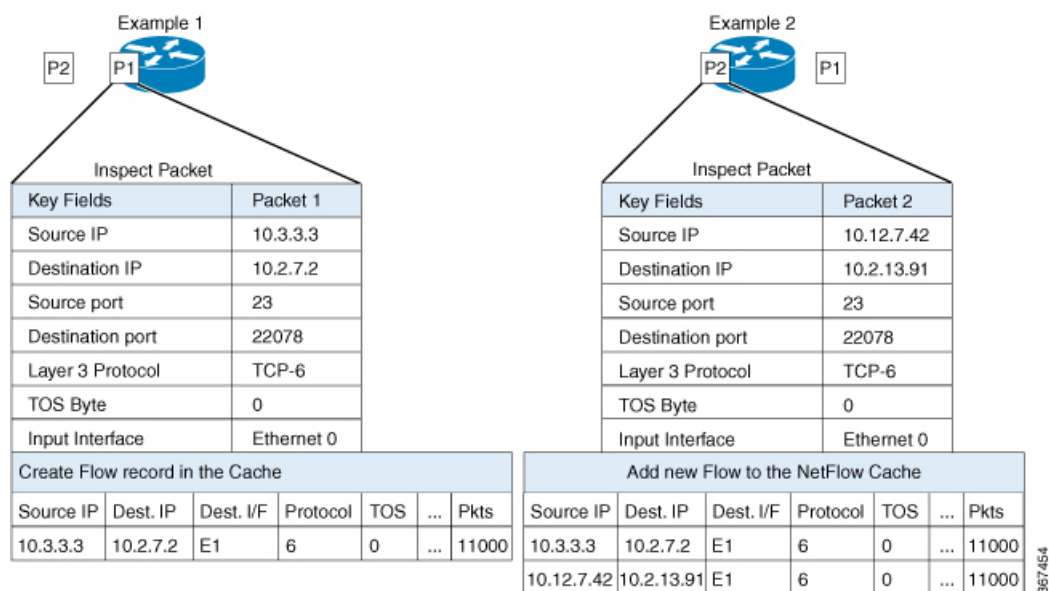 Example 1
P2 P1
Inspect Packet
Key Fields Packet 1
Source IP 10.3.3.3
Destination IP 10.2.7.2
Source port 23
Destination port 22078
Layer 3 Protocol TCP-6
TOS Byte 0
Input Interface Ethernet 0
Create Flow record in the Cache
Source IP Dest. IP Dest. I/F Protocol TOS ... Pkts
10.3.3.3 10.2.7.2 E1 6 0 ... 11000
Example 2
P2 P1
Inspect Packet
Key Fields Packet 2
Source IP 10.12.7.42
Destination IP 10.2.13.91
Source port 23
Destination port 22078
Layer 3 Protocol TCP-6
TOS Byte 0
Input Interface Ethernet 0
Add new Flow to the NetFlow Cache
Source IP Dest. IP Dest. I/F Protocol TOS ... Pkts
10.3.3.3 10.2.7.2 E1 6 0 ... 11000
10.12.7.42 10.2.13.91 E1 6 0 ... 11000
367454